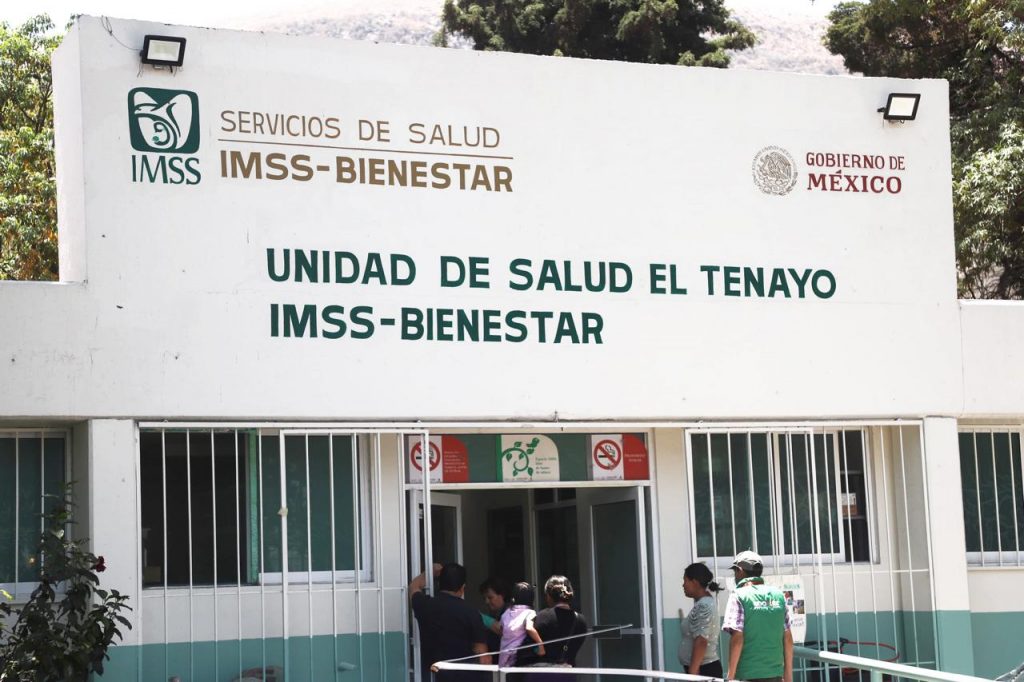 IMSS
SERVICIOS DE SALUD
IMSS-BIENESTAR
GOBIERNO DE
MÉXICO
UNIDAD DE SALUD EL TENAYO
IMSS-BIENESTAR